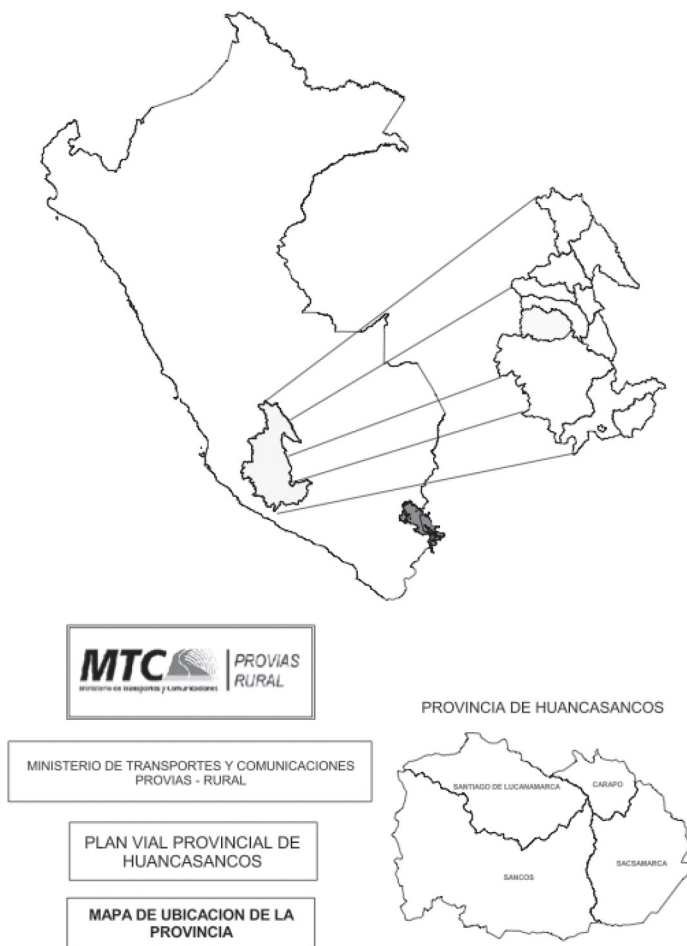 MTC
Ministerio de Transportes y Comunicaciones
PROVIAS
RURAL
MINISTERIO DE TRANSPORTES Y COMUNICACIONES
PROVIAS - RURAL
PLAN VIAL PROVINCIAL DE
HUANCASANCOS
MAPA DE UBICACION DE LA
PROVINCIA
PROVINCIA DE HUANCASANCOS
SANTIAGO DE LUCANAMARCA
CARAPO
SANCOS
SACSAMARCA